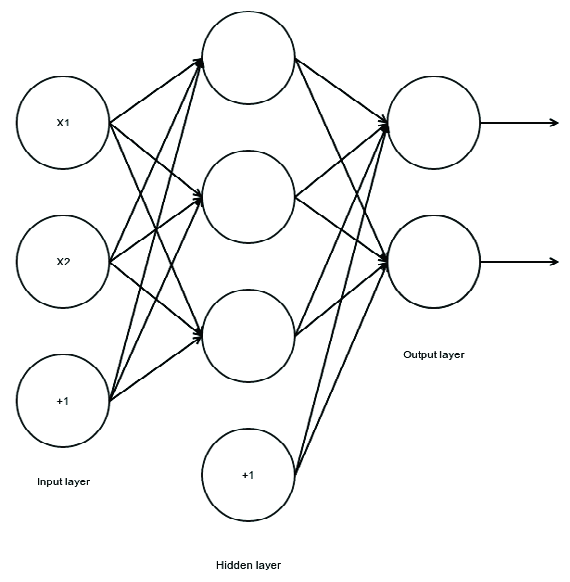 X1
X2
+1
Input layer
+1
Hidden layer
Output layer